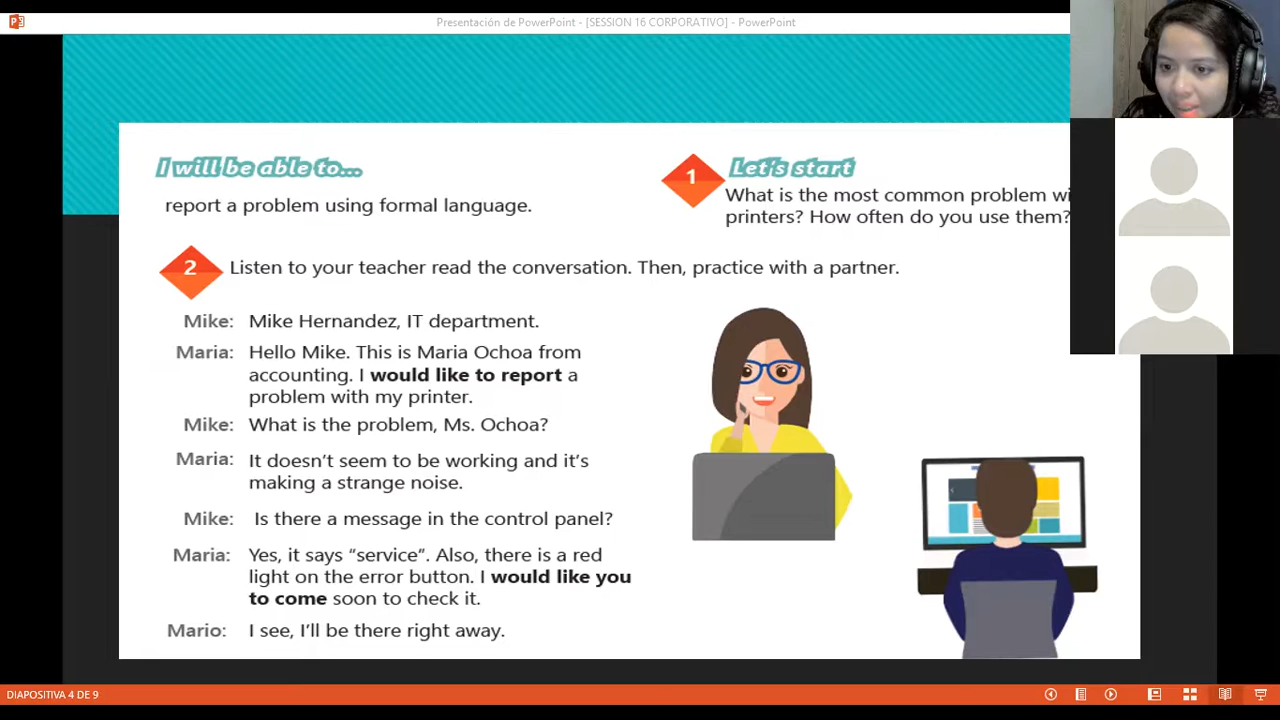 Presentación de PowerPoint - [SESSION 16 CORPORATIVO] - PowerPoint
I will be able to...
report a problem using formal language.
1 Let's start
What is the most common problem
printers? How often do you use them?
2 Listen to your teacher read the conversation. Then, practice with a partner.
Mike: Mike Hernandez, IT department.
Maria: Hello Mike. This is Maria Ochoa from
accounting. I would like to report a
problem with my printer.
Mike: What is the problem, Ms. Ochoa?
Maria: It doesn’t seem to be working and it’s
making a strange noise.
Mike: Is there a message in the control panel?
Maria: Yes, it says “service”. Also, there is a red
light on the error button. I would like you
to come soon to check it.
Mario: I see, I’ll be there right away.
DIAPOSITIVA 4 DE 9